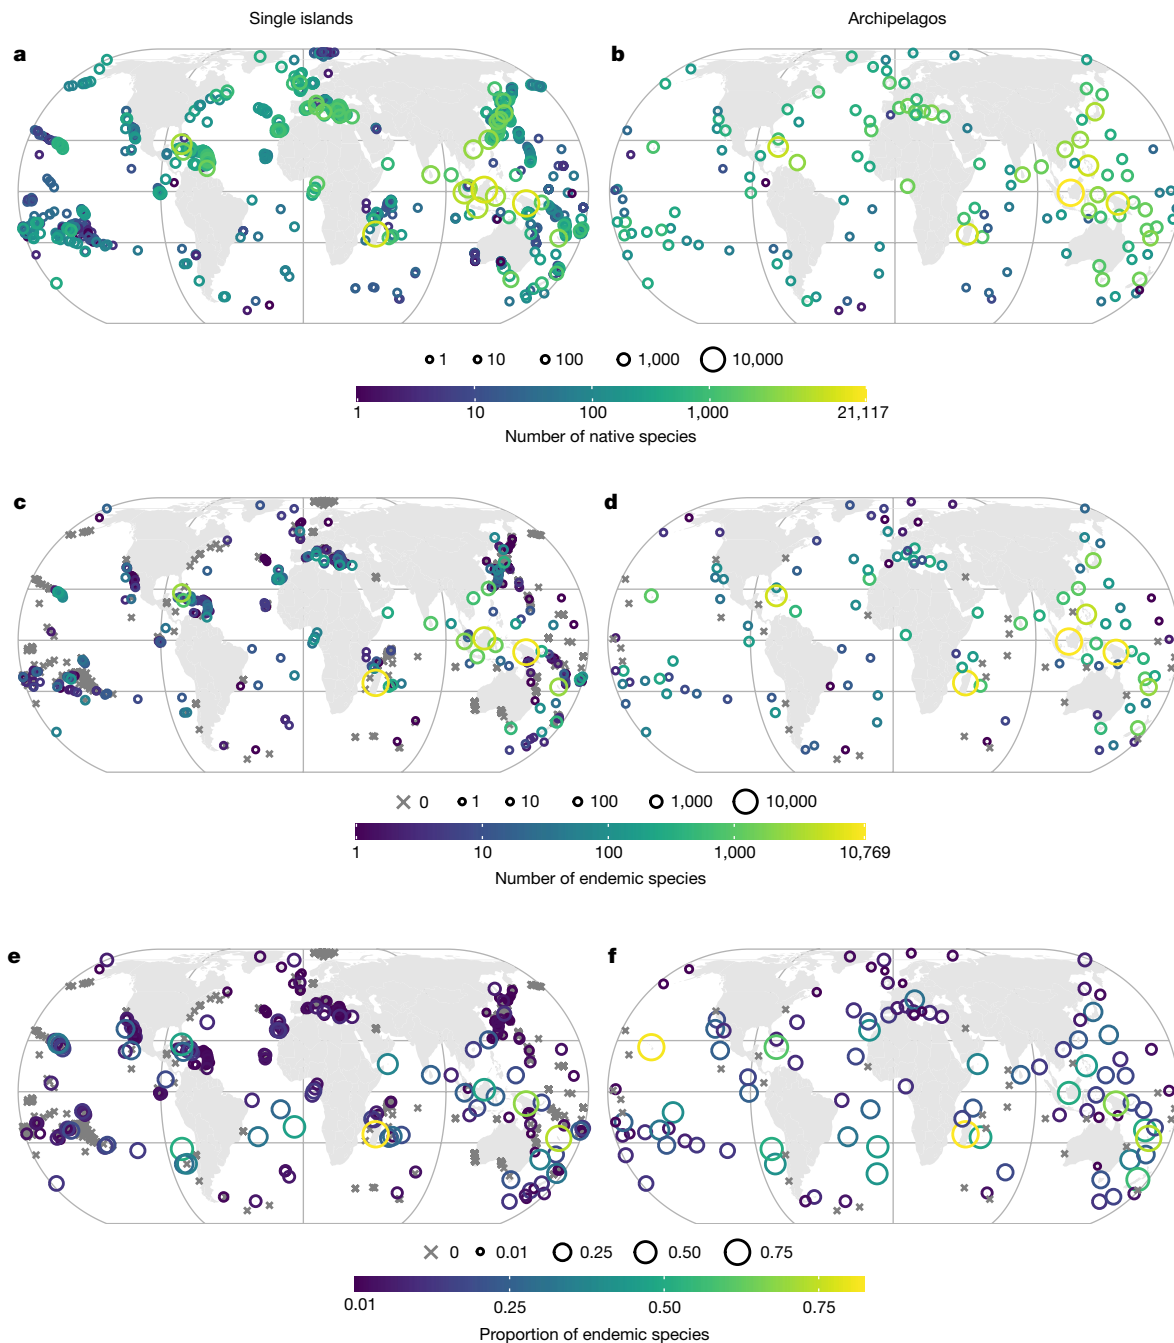 Single islands
Archipelagos
a
b
1 10 100 1,000 10,000
1 10 100 1,000 21,117
Number of native species
c
d
0 1 10 100 1,000 10,000
1 10 100 1,000 10,769
Number of endemic species
e
f
0 0.01 0.25 0.50 0.75
0.01 0.25 0.50 0.75
Proportion of endemic species